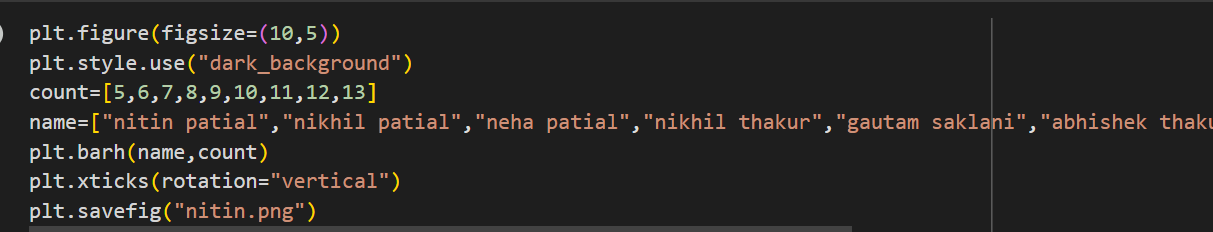 plt.figure(figsize=(10,5))
plt.style.use("dark_background")
count=[5,6,7,8,9,10,11,12,13]
name=["nitin patial","nikhil patial","neha patial","nikhil thakur","gautam saklani","abhishek thaku
plt.barh(name,count)
plt.xticks(rotation="vertical")
plt.savefig("nitin.png")